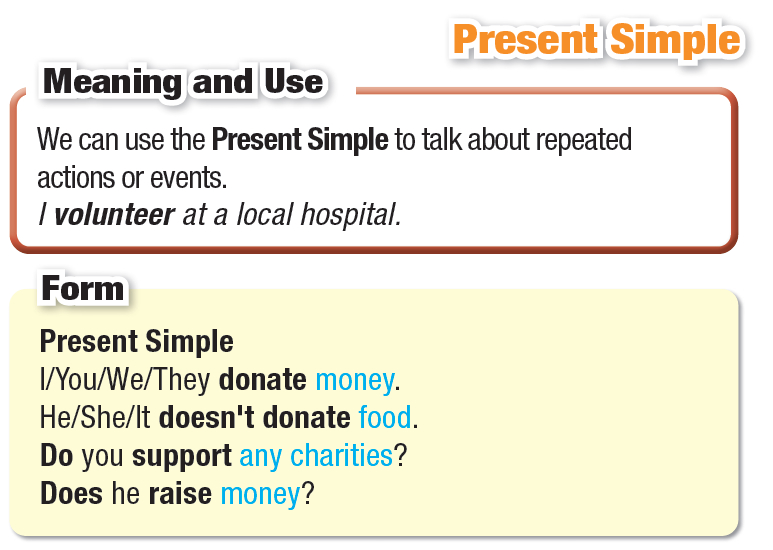 Present Simple
Meaning and Use
We can use the Present Simple to talk about repeated
actions or events.
I volunteer at a local hospital.
Form
Present Simple
I/You/We/They donate money.
He/She/It doesn't donate food.
Do you support any charities?
Does he raise money?